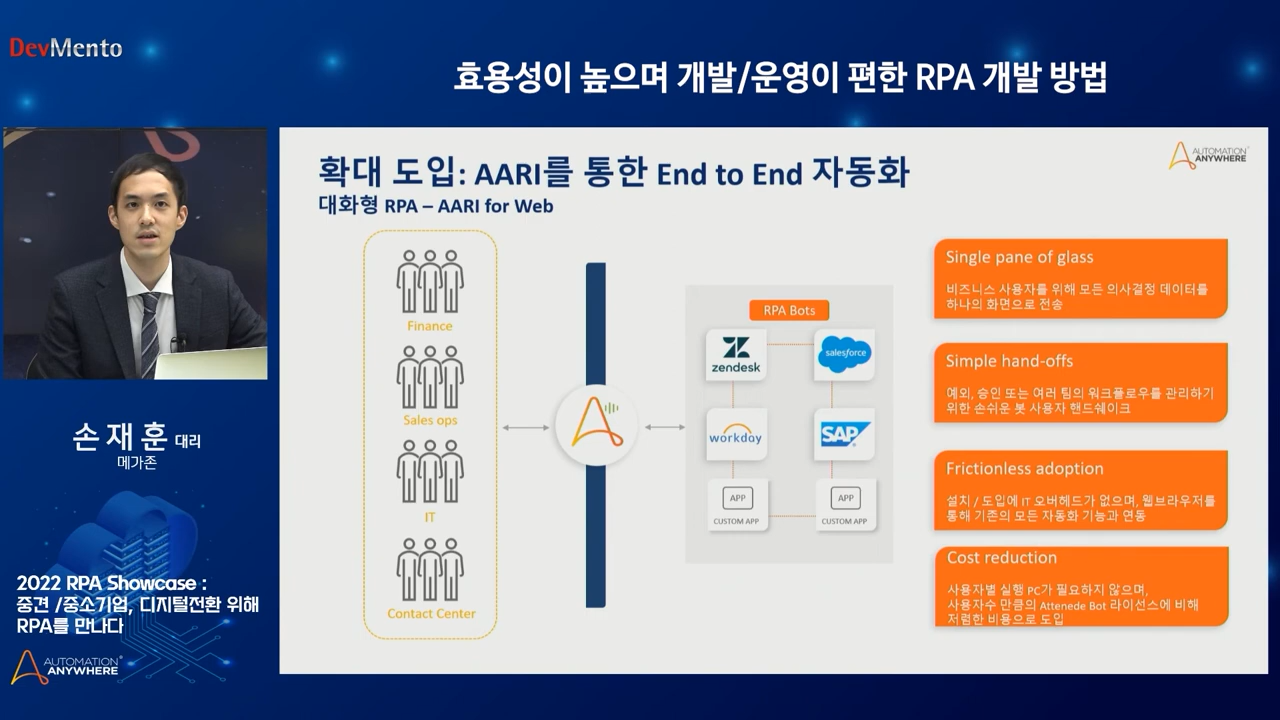 DevMento
효용성이 높으며 개발/운영이 편한 RPA 개발 방법
확대 도입: AARI를 통한 End to End 자동화
대화형 RPA – AARI for Web
AUTOMATION
ANYWHERE
Finance
Sales ops
IT
Contact Center
RPA Bots
zendesk
salesforce
workday
SAP
APP
CUSTOM APP
APP
CUSTOM APP
Single pane of glass
비즈니스 사용자를 위해 모든 의사결정 데이터를
하나의 화면으로 전송
Simple hand-offs
예외, 승인 또는 여러 팀의 워크플로우를 관리하기
위한 손쉬운 봇 사용자 핸드쉐이크
Frictionless adoption
설치 / 도입에 IT 오버헤드가 없으며, 웹브라우저를
통해 기존의 모든 자동화 기능과 연동
Cost reduction
사용자별 실행 PC가 필요하지 않으며,
사용자수 만큼의 Attenede Bot 라이선스에 비해
저렴한 비용으로 도입
손 재 훈 대리
메가존
2022 RPA Showcase :
중견 /중소기업, 디지털전환 위해
RPA를 만나다
AUTOMATION
ANYWHERE